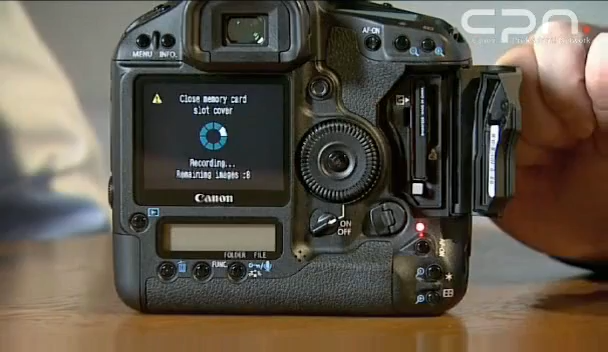 CPN
MENU INFO.
AF-ON
Close memory card
slot cover
Recording...
Remaining images :8
Canon
ON
OFF
FOLDER FILE
FUNC.